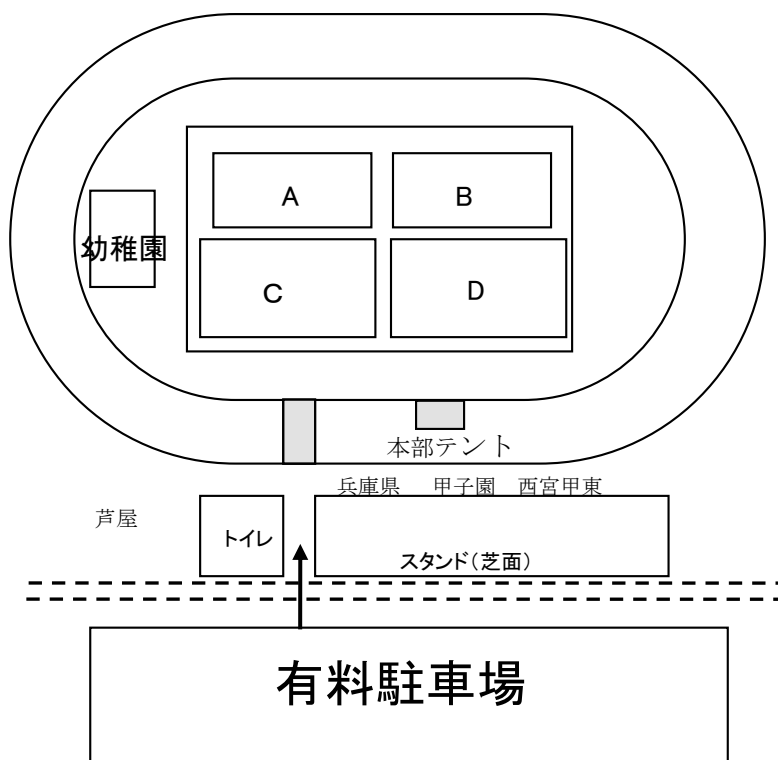 A
B
幼稚園
C
D
本部テント
兵庫県 甲子園 西宮甲東
芦屋
トイレ
スタンド(芝面)
有料駐車場